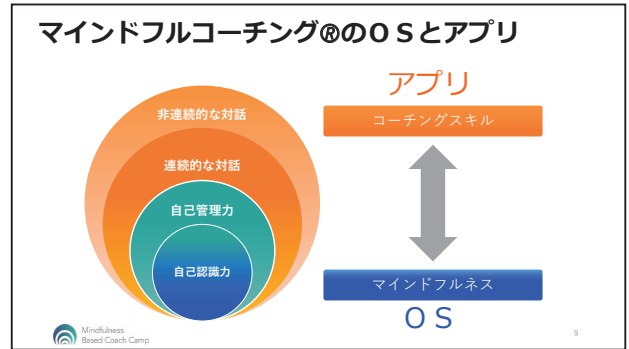 マインドフルコーチング®のＯＳとアプリ
非連続的な対話
連続的な対話
自己管理力
自己認識力
アプリ
コーチングスキル
マインドフルネス
ＯＳ
Mindfulness
Based Coach Camp
9